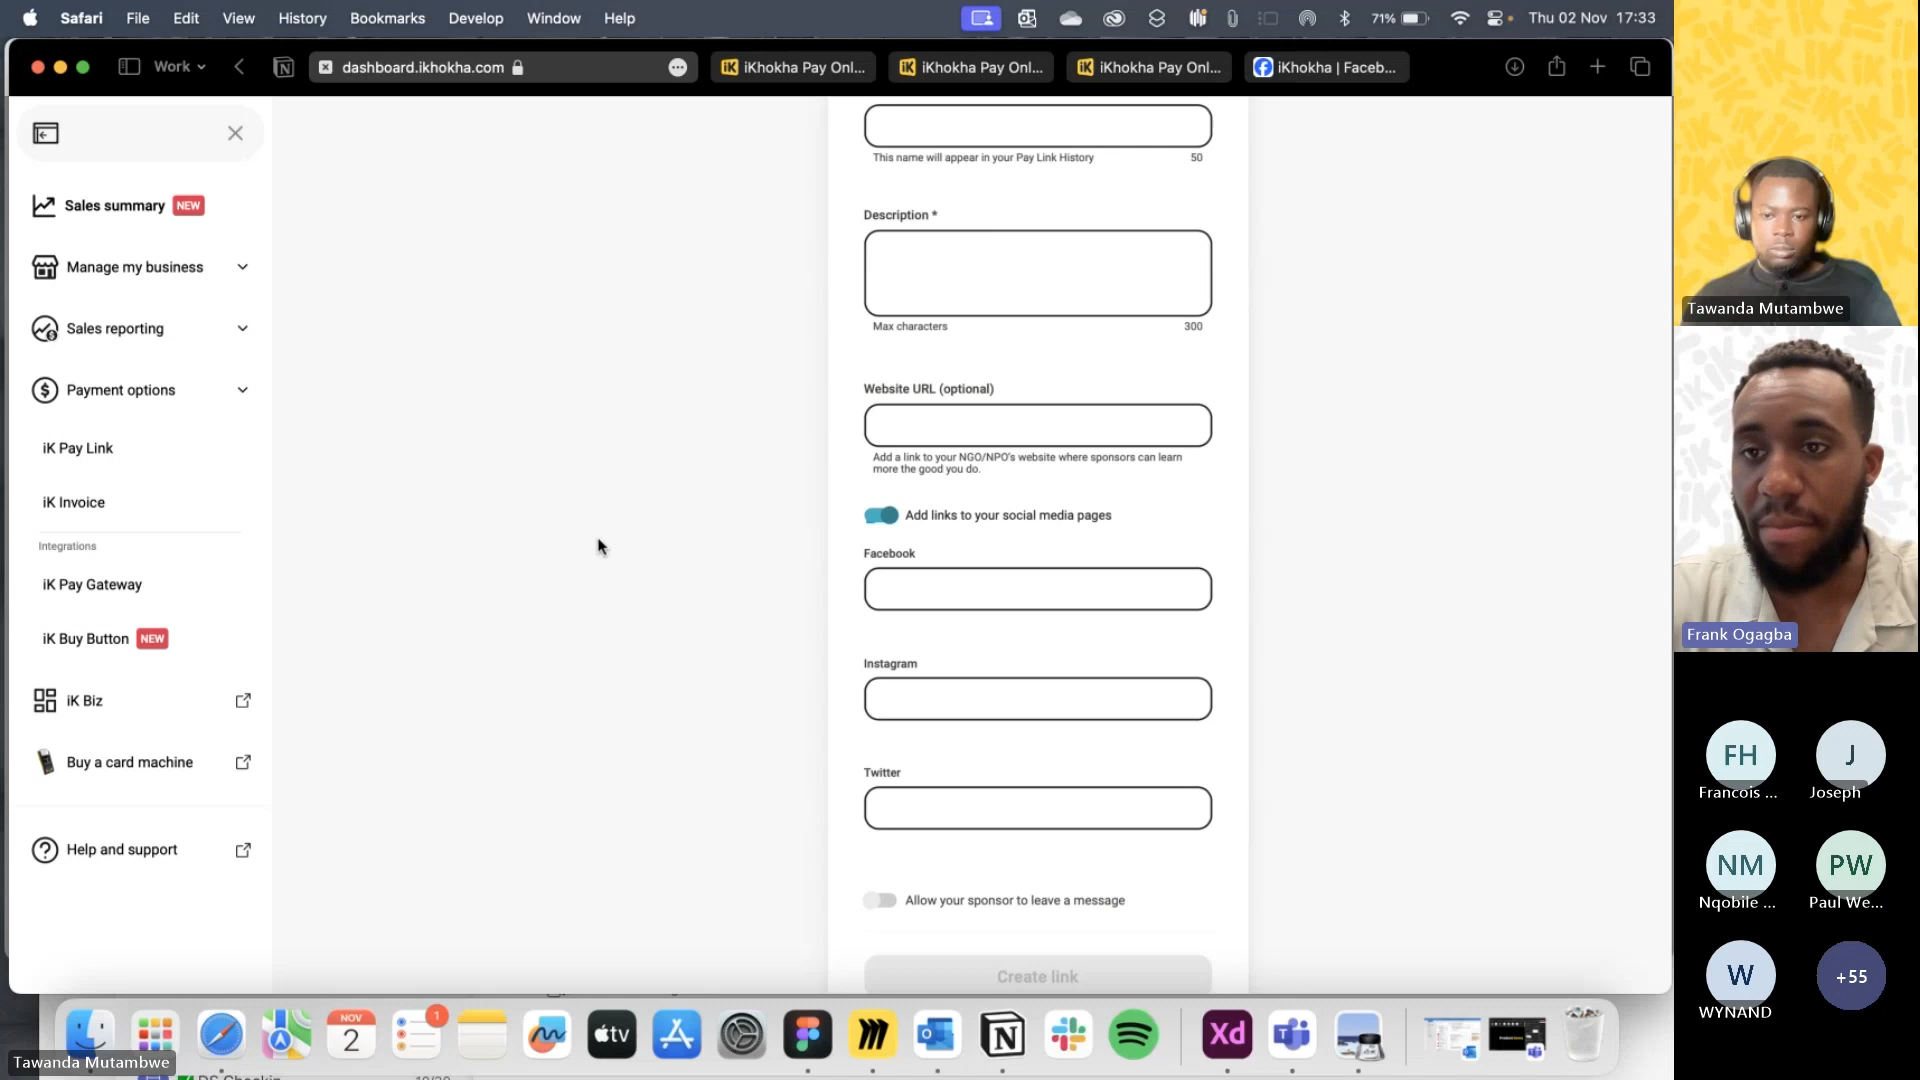 Safari File Edit View History Bookmarks Develop Window Help 71% Thu 02 Nov 17:33
Work dashboard.ikhokha.com iK iKhokha Pay Onl... iK iKhokha Pay Onl... iK iKhokha Pay Onl... iKhokha | Faceb...
Sales summary NEW
Manage my business
Sales reporting
Payment options
iK Pay Link
iK Invoice
Integrations
iK Pay Gateway
iK Buy Button NEW
iK Biz
Buy a card machine
Help and support
This name will appear in your Pay Link History 50
Description *
Max characters 300
Website URL (optional)
Add a link to your NGO/NPO's website where sponsors can learn
more the good you do.
Add links to your social media pages
Facebook
Instagram
Twitter
Allow your sponsor to leave a message
Create link
Tawanda Mutambwe
Frank Ogagba
FH
Francois ...
J
Joseph
NM
Nqobile ...
PW
Paul We...
W
WYNAND
+55
NOV
2
1
tv
Xd
Tawanda Mutambwe